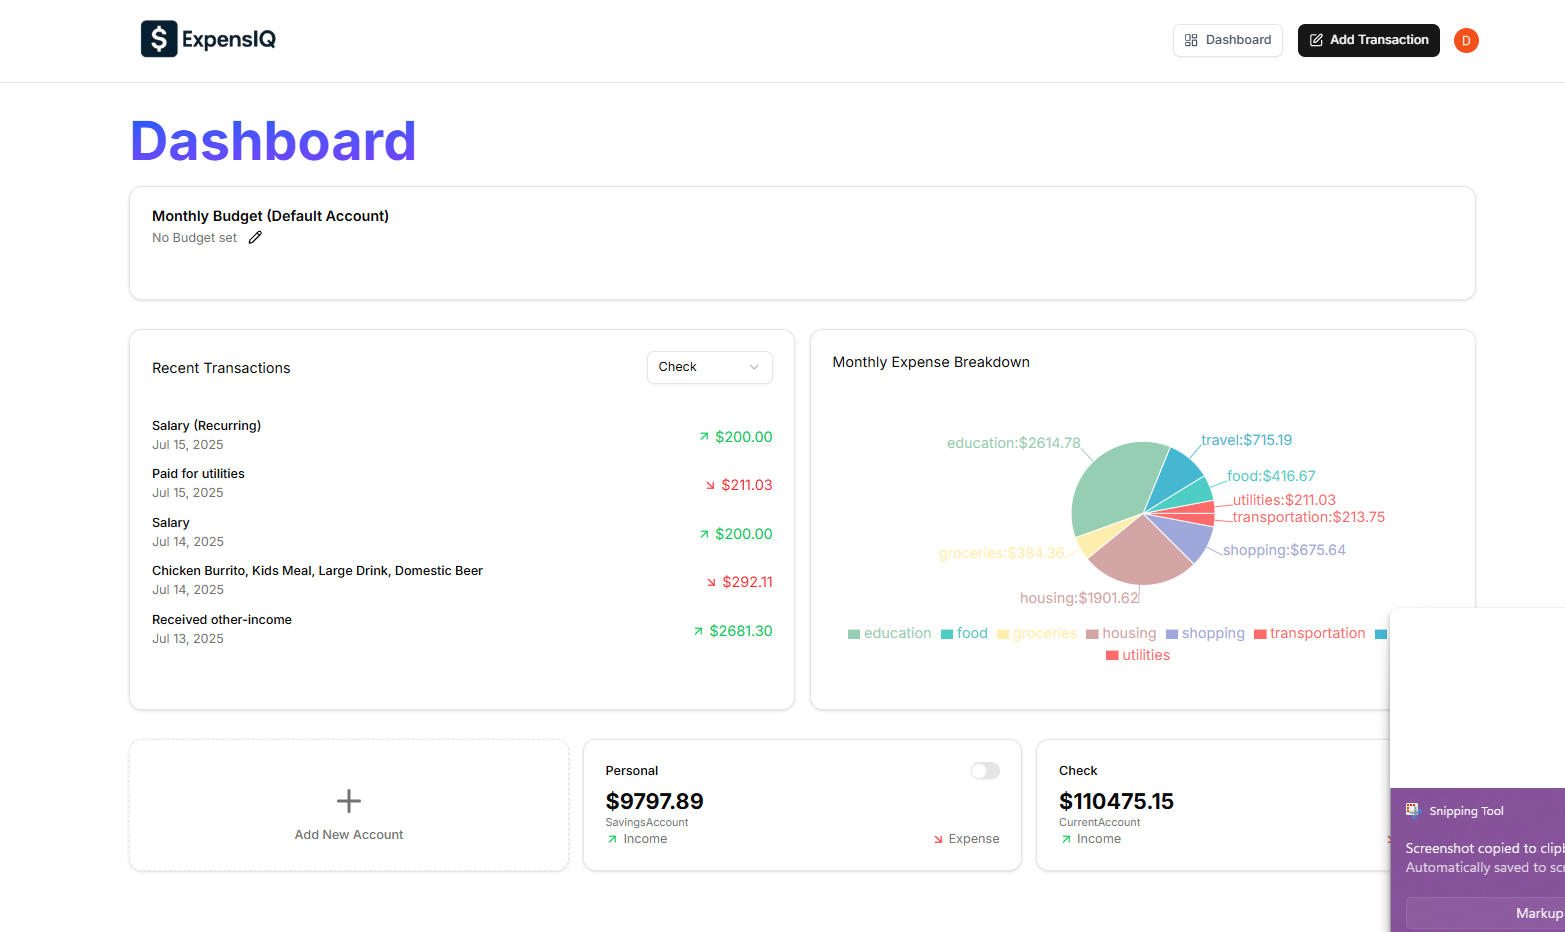 $ ExpensIQ
Dashboard
Add Transaction
D
Dashboard
Monthly Budget (Default Account)
No Budget set
Recent Transactions
Check
Salary (Recurring)
Jul 15, 2025
$200.00
Paid for utilities
Jul 15, 2025
$211.03
Salary
Jul 14, 2025
$200.00
Chicken Burrito, Kids Meal, Large Drink, Domestic Beer
Jul 14, 2025
$292.11
Received other-income
Jul 13, 2025
$2681.30
Monthly Expense Breakdown
education:$2614.78
travel:$715.19
food:$416.67
utilities:$211.03
transportation:$213.75
shopping:$675.64
groceries:$384.36
housing:$1901.62
education food groceries housing shopping transportation
utilities
Add New Account
Personal
$9797.89
SavingsAccount
Income
Expense
Check
$110475.15
CurrentAccount
Income
Snipping Tool
Screenshot copied to
Automatically saved to
Markup